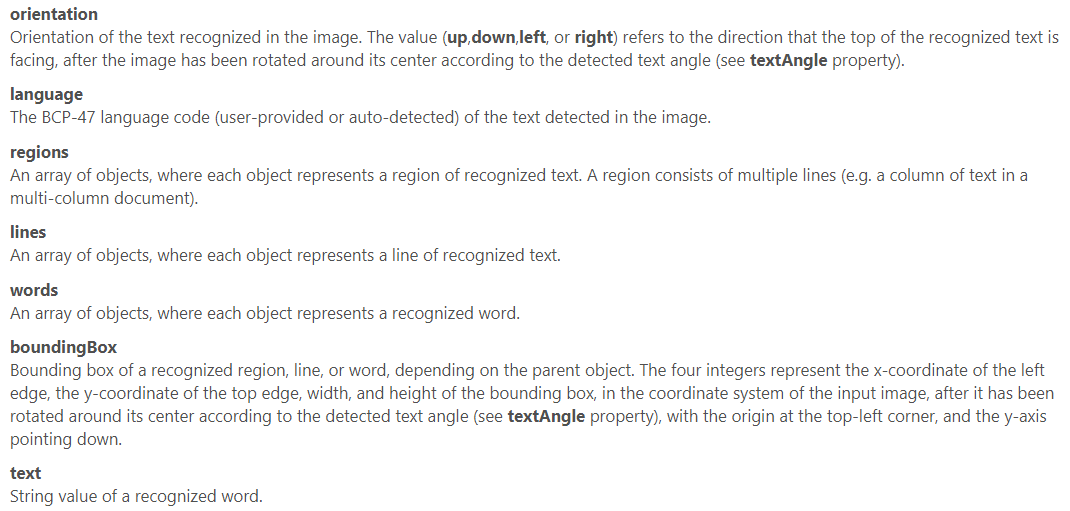 orientation
Orientation of the text recognized in the image. The value (up,down,left, or right) refers to the direction that the top of the recognized text is
facing, after the image has been rotated around its center according to the detected text angle (see textAngle property).
language
The BCP-47 language code (user-provided or auto-detected) of the text detected in the image.
regions
An array of objects, where each object represents a region of recognized text. A region consists of multiple lines (e.g. a column of text in a
multi-column document).
lines
An array of objects, where each object represents a line of recognized text.
words
An array of objects, where each object represents a recognized word.
boundingBox
Bounding box of a recognized region, line, or word, depending on the parent object. The four integers represent the x-coordinate of the left
edge, the y-coordinate of the top edge, width, and height of the bounding box, in the coordinate system of the input image, after it has been
rotated around its center according to the detected text angle (see textAngle property), with the origin at the top-left corner, and the y-axis
pointing down.
text
String value of a recognized word.